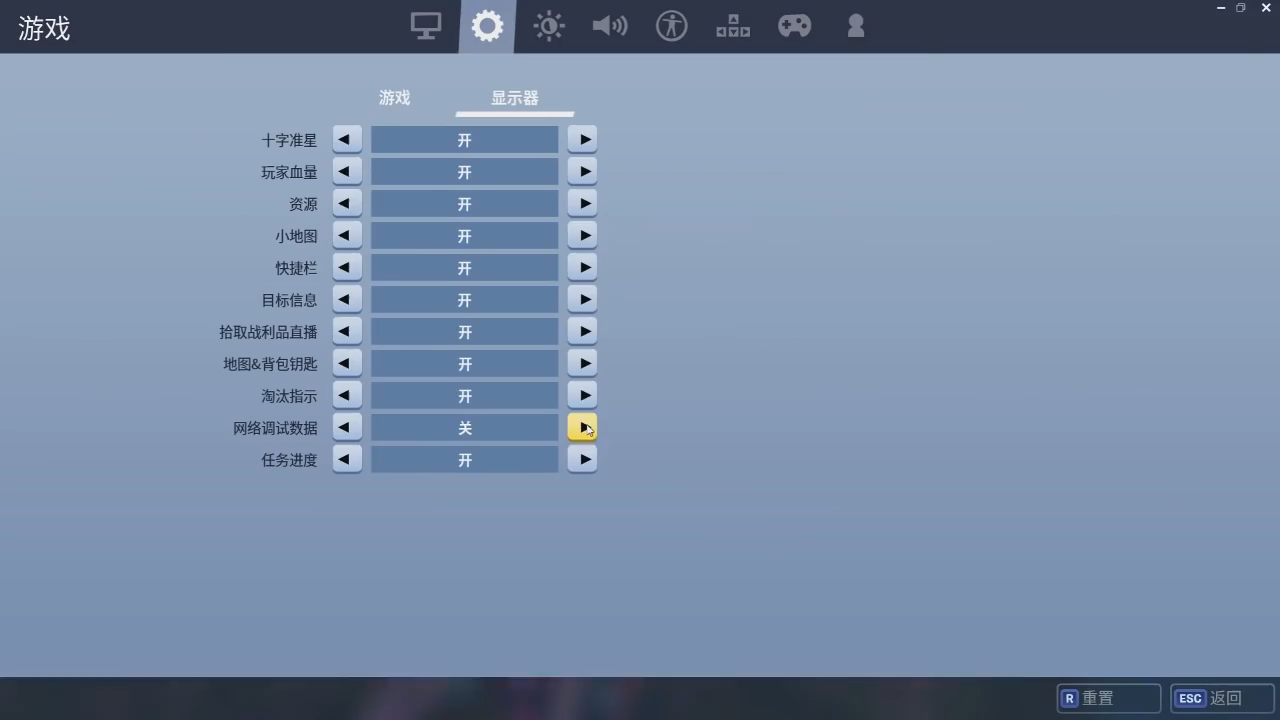 游戏
游戏 显示器
十字准星 开
玩家血量 开
资源 开
小地图 开
快捷栏 开
目标信息 开
拾取战利品直播 开
地图&背包钥匙 开
淘汰指示 开
网络调试数据 关
任务进度 开
R 重置 ESC 返回